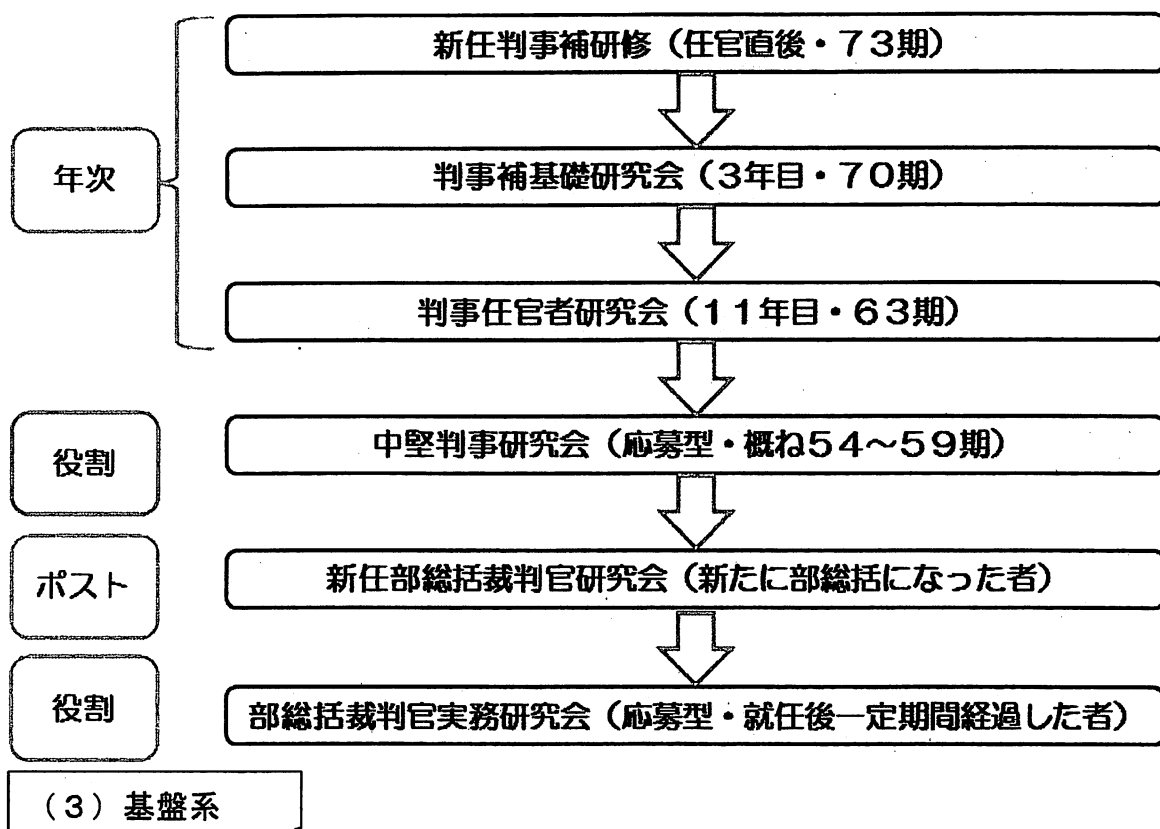 新任判事補研修（任官直後・７３期）
年次
判事補基礎研究会（３年目・７０期）
判事任官者研究会（１１年目・６３期）
役割
中堅判事研究会（応募型・概ね５４～５９期）
ポスト
新任部総括裁判官研究会（新たに部総括になった者）
役割
部総括裁判官実務研究会（応募型・就任後一定期間経過した者）
（３）基盤系